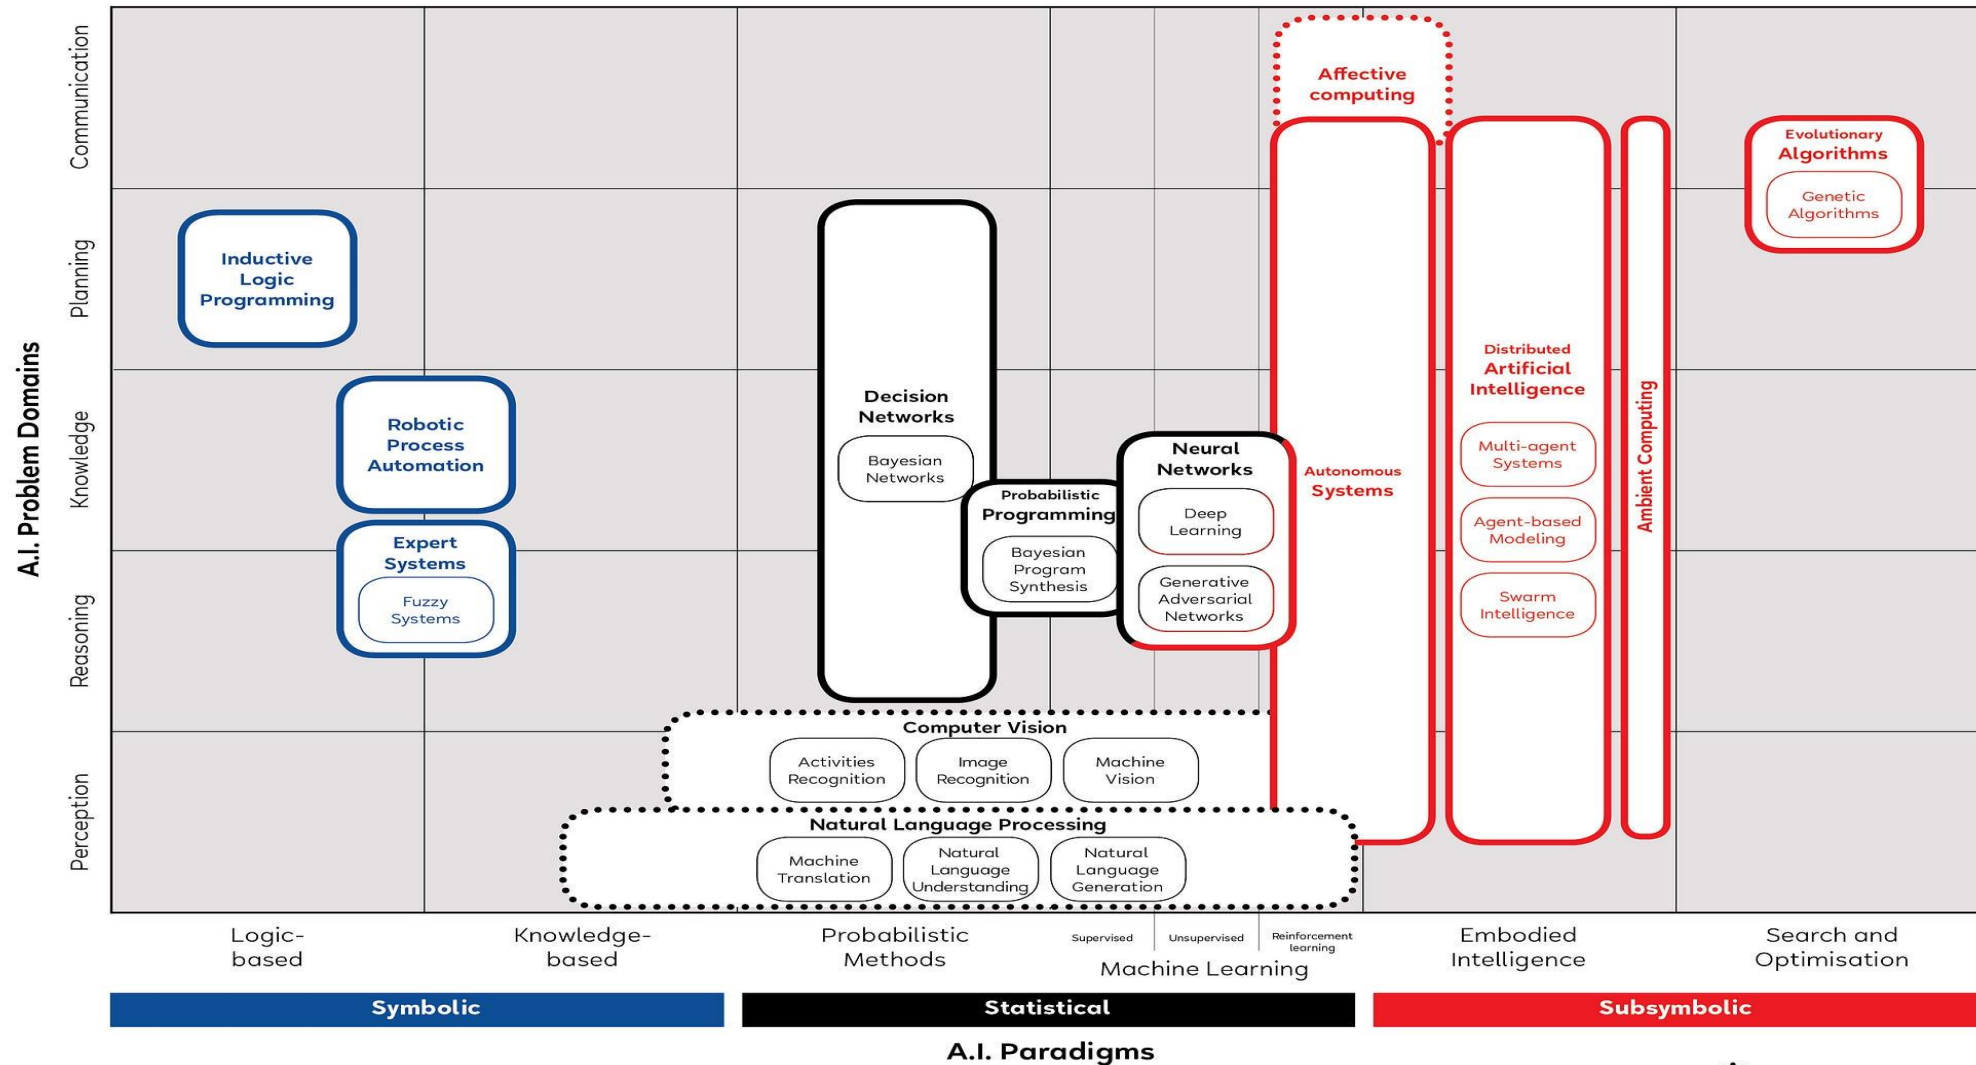 A.I. Problem Domains
Communication
Planning
Knowledge
Reasoning
Perception
Affective
computing
Evolutionary
Algorithms
Genetic
Algorithms
Inductive
Logic
Programming
Robotic
Process
Automation
Expert
Systems
Fuzzy
Systems
Decision
Networks
Bayesian
Networks
Probabilistic
Programming
Bayesian
Program
Synthesis
Neural
Networks
Deep
Learning
Generative
Adversarial
Networks
Autonomous
Systems
Distributed
Artificial
Intelligence
Multi-agent
Systems
Agent-based
Modeling
Swarm
Intelligence
Ambient Computing
Computer Vision
Activities
Recognition
Image
Recognition
Machine
Vision
Natural Language Processing
Machine
Translation
Natural
Language
Understanding
Natural
Language
Generation
Logic-
based
Knowledge-
based
Probabilistic
Methods
Supervised
Unsupervised
Reinforcement
learning
Machine Learning
Embodied
Intelligence
Search and
Optimisation
Symbolic
Statistical
Subsymbolic
A.I. Paradigms